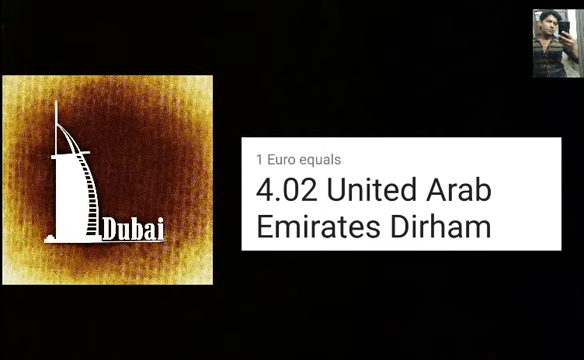 Dubai
1 Euro equals
4.02 United Arab
Emirates Dirham